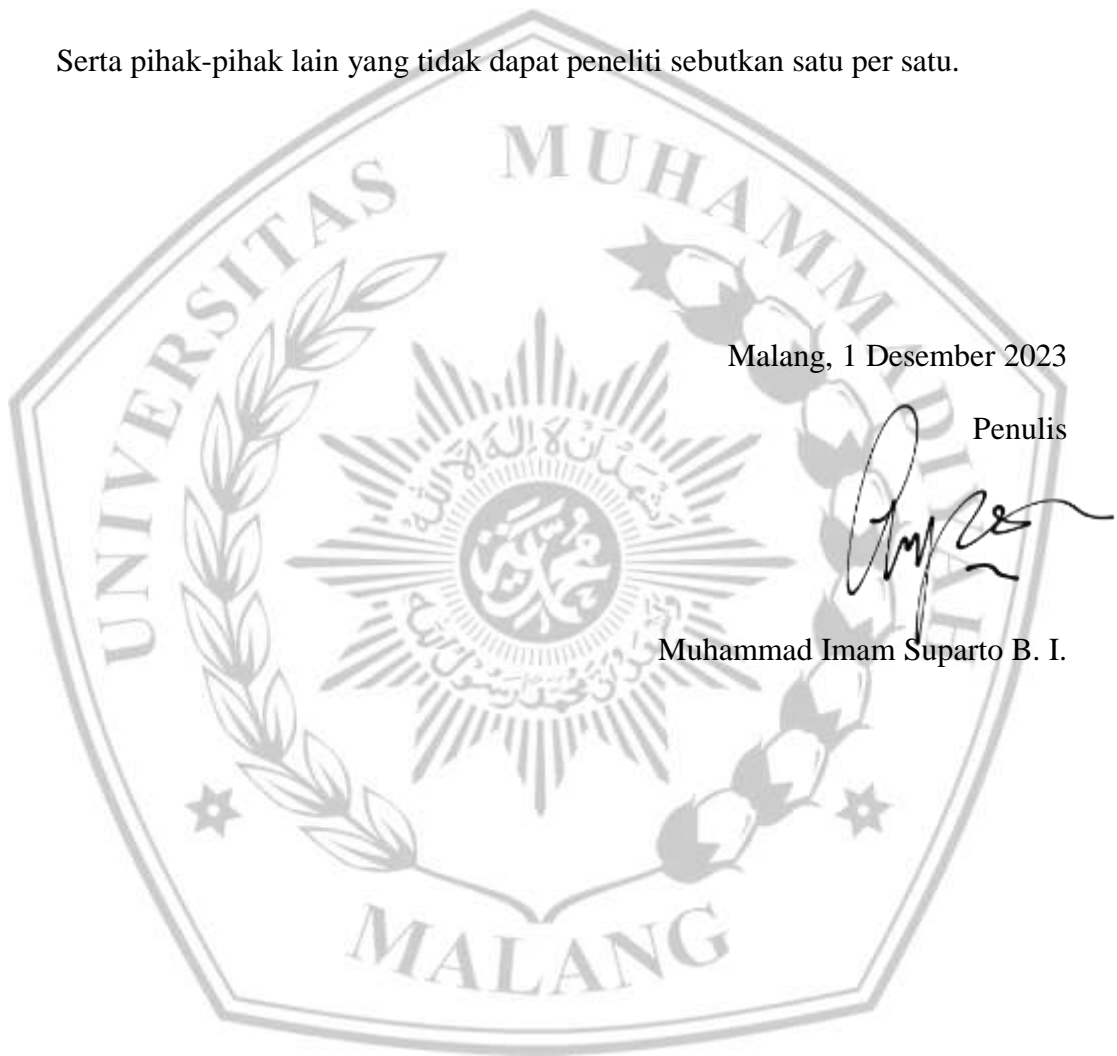 Serta pihak-pihak lain yang tidak dapat peneliti sebutkan satu per satu.
UNIVERSITAS MUHAMMADIYAH
MALANG
Malang, 1 Desember 2023
Penulis
Muhammad Imam Suparto B. I.